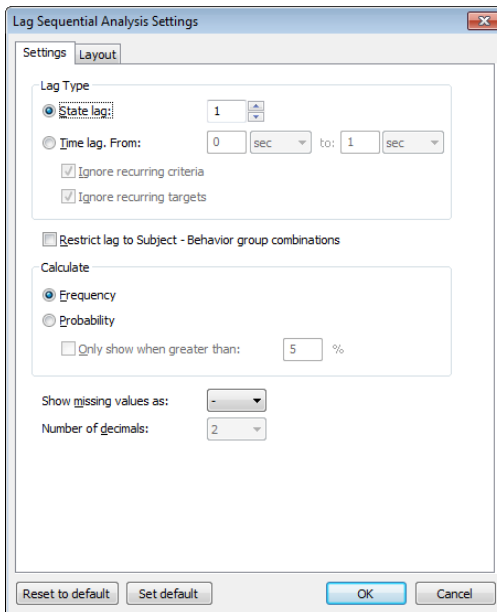 Lag Sequential Analysis Settings
Settings Layout
Lag Type
State lag: 1
Time lag. From: 0 sec to: 1 sec
Ignore recurring criteria
Ignore recurring targets
Restrict lag to Subject - Behavior group combinations
Calculate
Frequency
Probability
Only show when greater than: 5 %
Show missing values as: -
Number of decimals: 2
Reset to default Set default OK Cancel